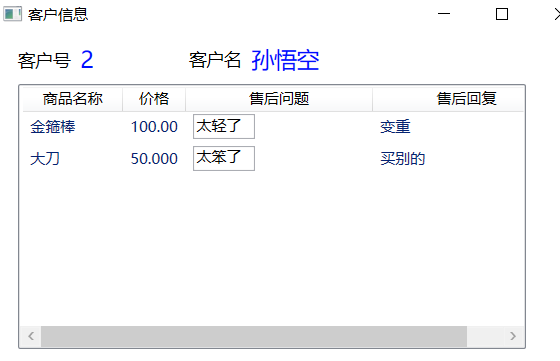 客户信息
客户号 2 客户名 孙悟空
商品名称 价格 售后问题 售后回复
金箍棒 100.00 太轻了 变重
大刀 50.000 太笨了 买别的